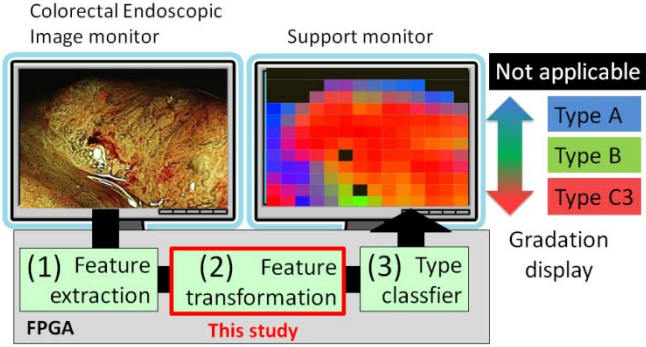 Colorectal Endoscopic
Image monitor
Support monitor
Not applicable
Type A
Type B
Type C3
Gradation
display
(1) Feature
extraction
(2) Feature
transformation
(3) Type
classfier
FPGA
This study